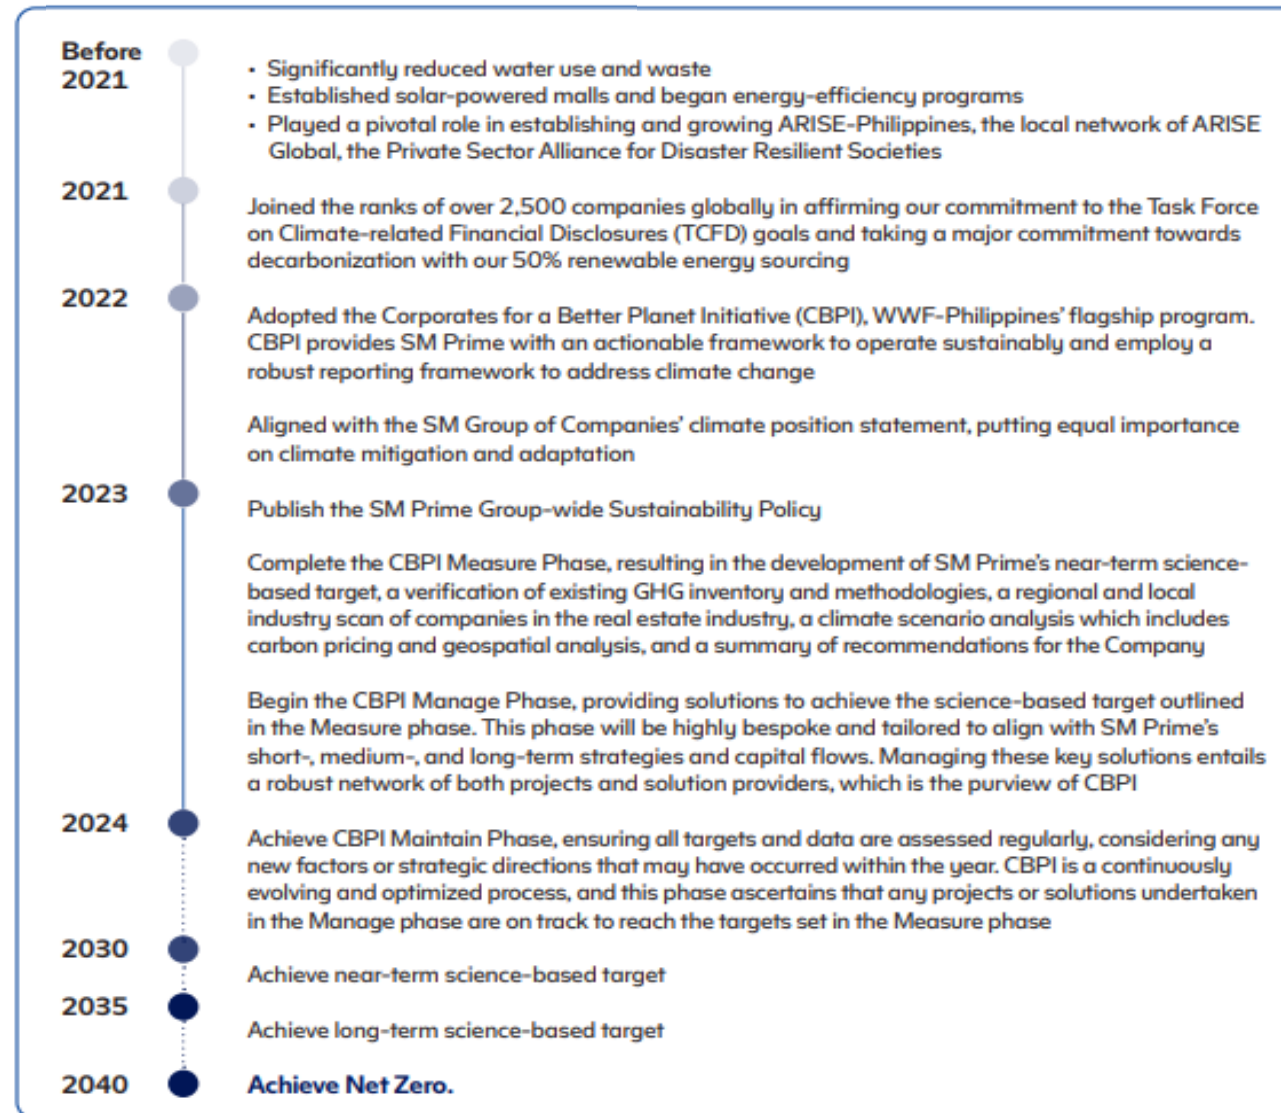 Before
2021
• Significantly reduced water use and waste
• Established solar-powered malls and began energy-efficiency programs
• Played a pivotal role in establishing and growing ARISE-Philippines, the local network of ARISE
Global, the Private Sector Alliance for Disaster Resilient Societies
2021
Joined the ranks of over 2,500 companies globally in affirming our commitment to the Task Force
on Climate-related Financial Disclosures (TCFD) goals and taking a major commitment towards
decarbonization with our 50% renewable energy sourcing
2022
Adopted the Corporates for a Better Planet Initiative (CBPI), WWF-Philippines' flagship program.
CBPI provides SM Prime with an actionable framework to operate sustainably and employ a
robust reporting framework to address climate change
Aligned with the SM Group of Companies' climate position statement, putting equal importance
on climate mitigation and adaptation
2023
Publish the SM Prime Group-wide Sustainability Policy
Complete the CBPI Measure Phase, resulting in the development of SM Prime's near-term science-
based target, a verification of existing GHG inventory and methodologies, a regional and local
industry scan of companies in the real estate industry, a climate scenario analysis which includes
carbon pricing and geospatial analysis, and a summary of recommendations for the Company
Begin the CBPI Manage Phase, providing solutions to achieve the science-based target outlined
in the Measure phase. This phase will be highly bespoke and tailored to align with SM Prime's
short-, medium-, and long-term strategies and capital flows. Managing these key solutions entails
a robust network of both projects and solution providers, which is the purview of CBPI
2024
Achieve CBPI Maintain Phase, ensuring all targets and data are assessed regularly, considering any
new factors or strategic directions that may have occurred within the year. CBPI is a continuously
evolving and optimized process, and this phase ascertains that any projects or solutions undertaken
in the Manage phase are on track to reach the targets set in the Measure phase
2030
Achieve near-term science-based target
2035
Achieve long-term science-based target
2040
Achieve Net Zero.